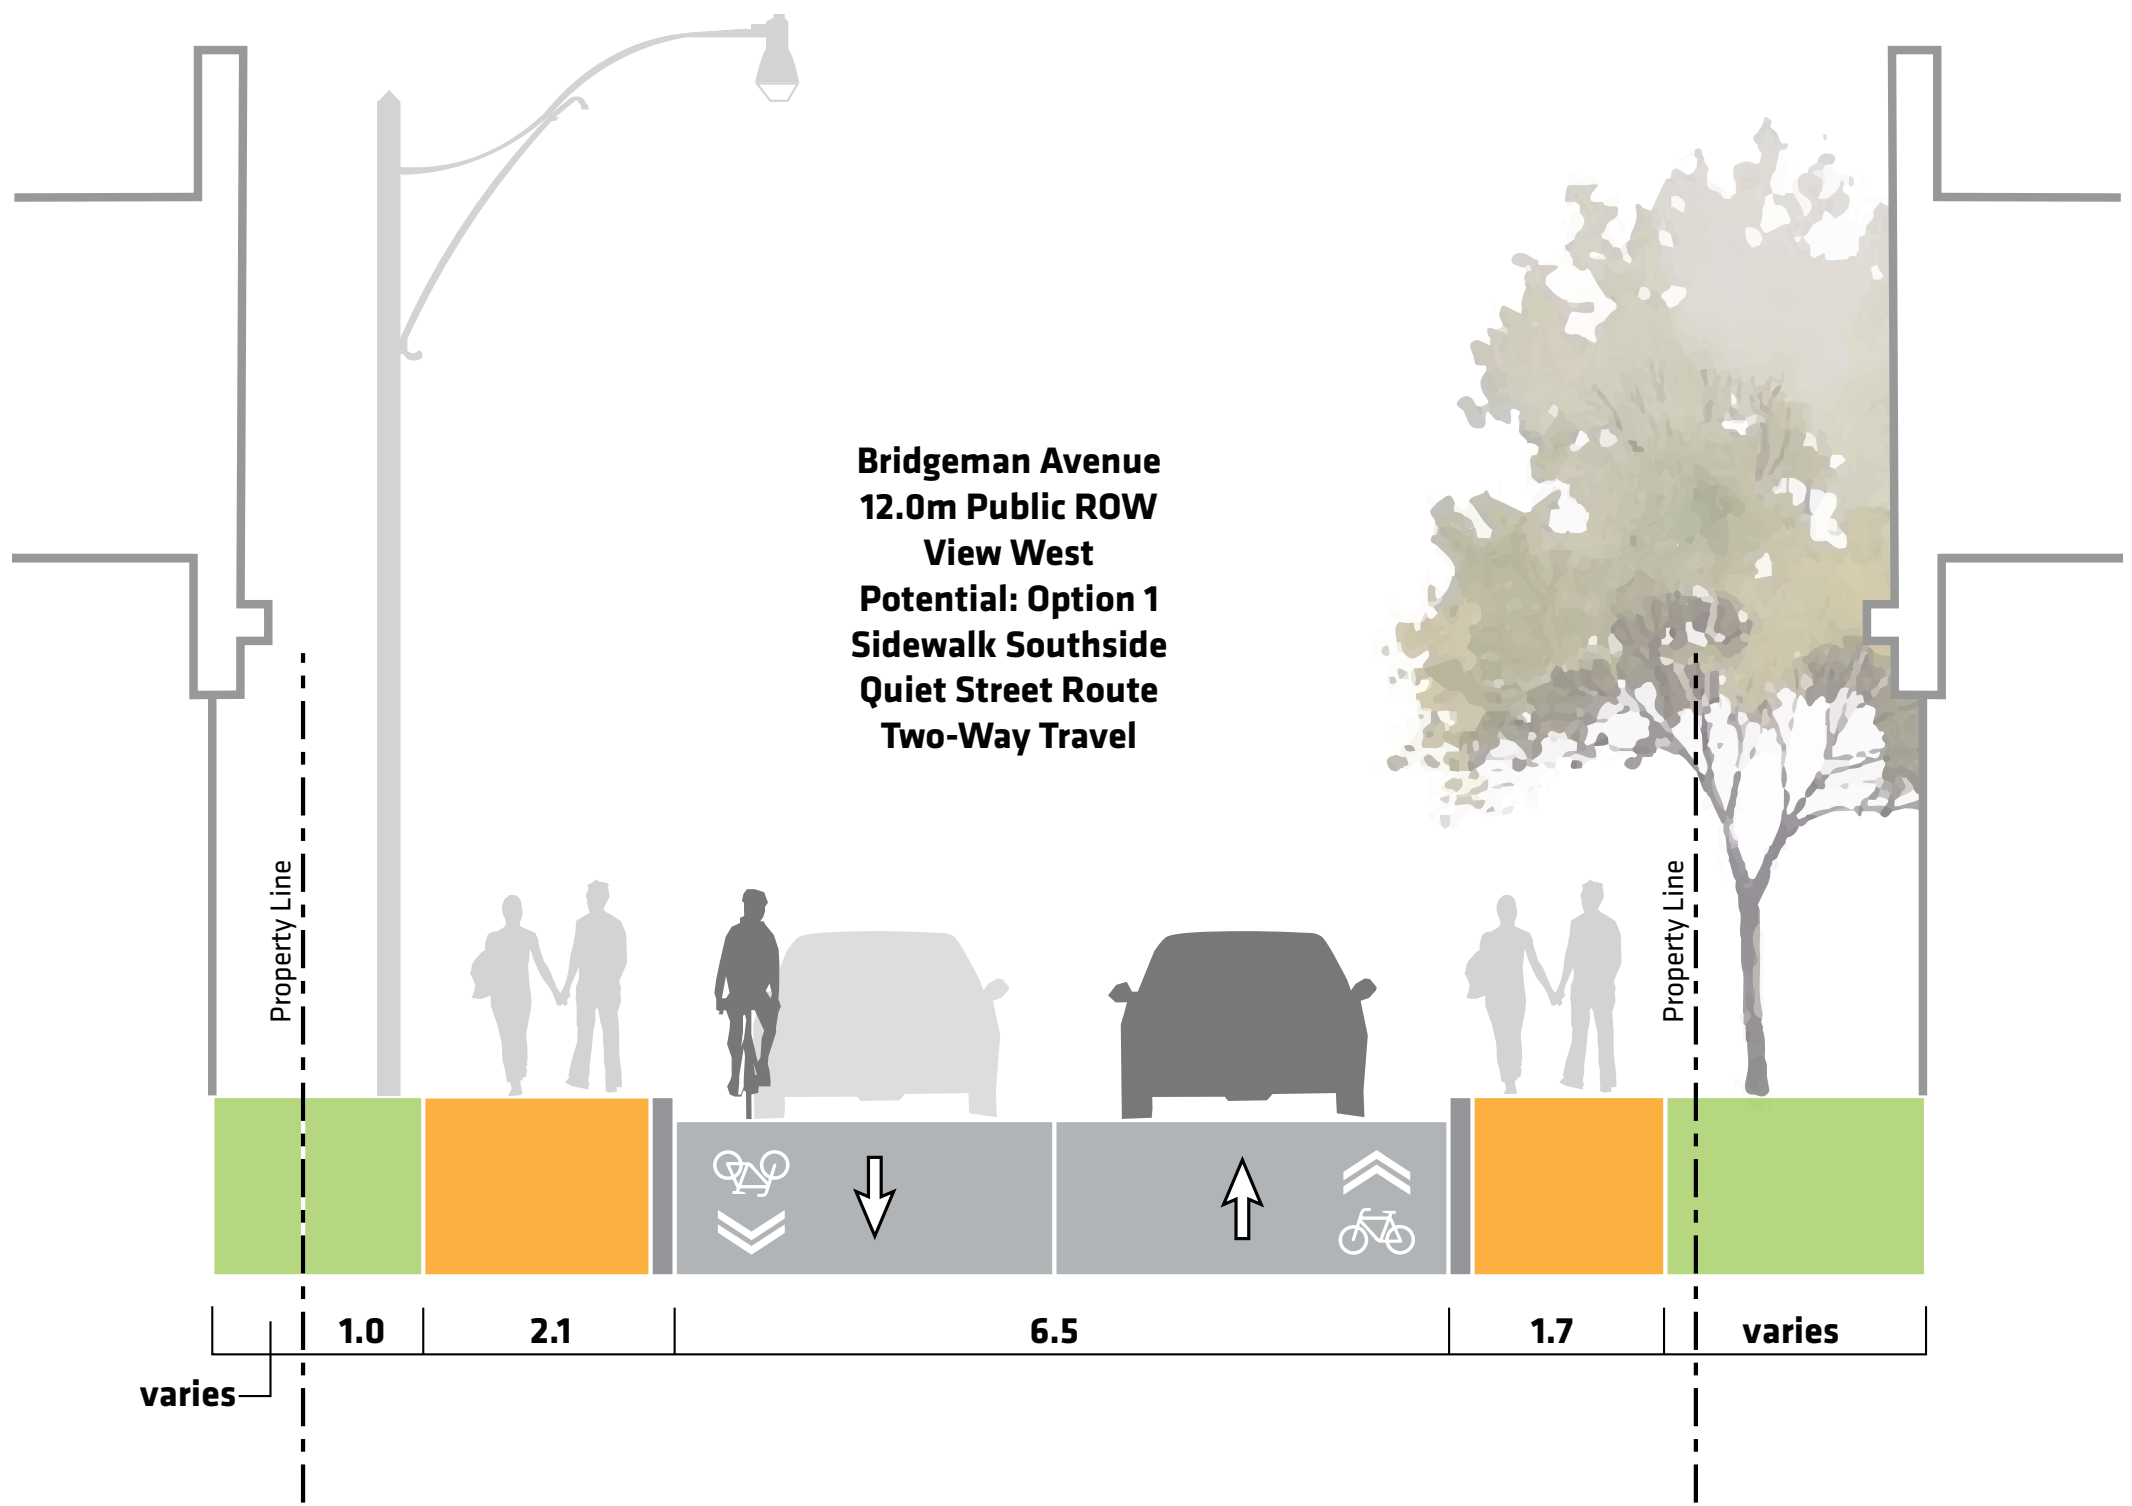 Bridgeman Avenue
12.0m Public ROW
View West
Potential: Option 1
Sidewalk Southside
Quiet Street Route
Two-Way Travel
Property Line
Property Line
1.0
2.1
6.5
1.7
varies
varies